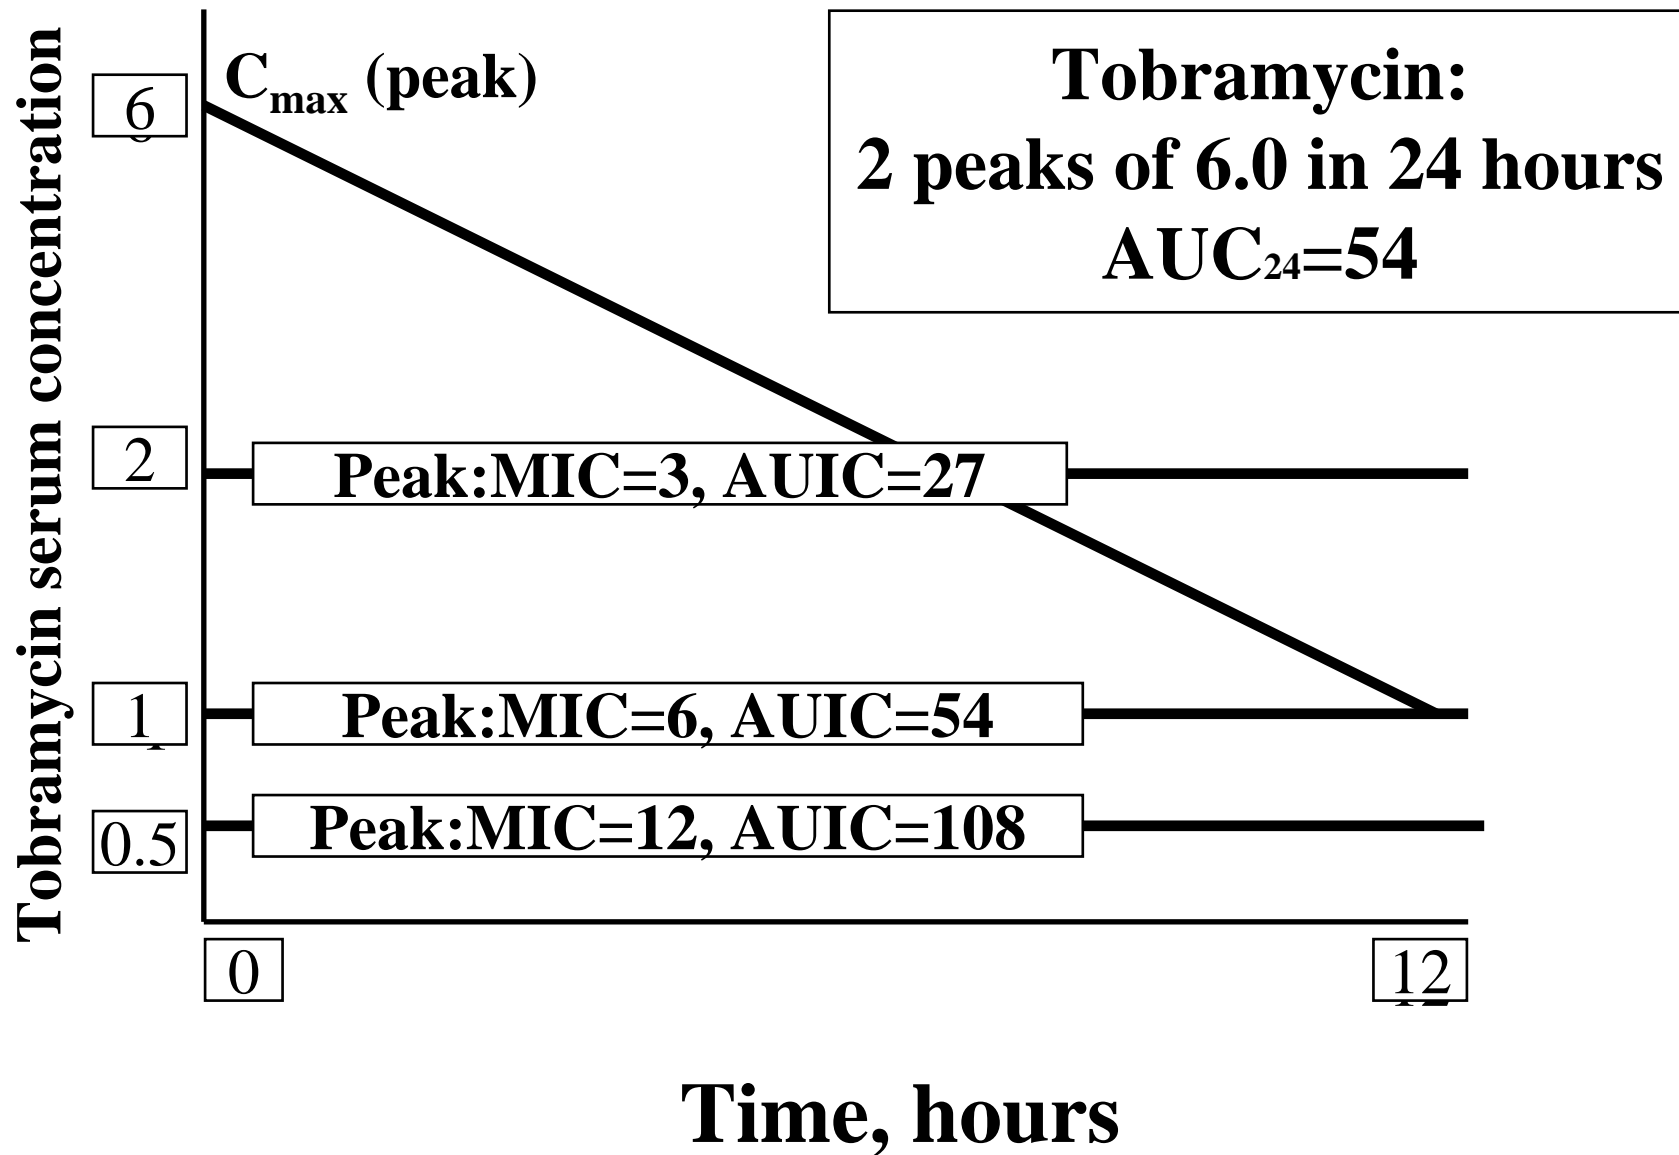 Tobramycin serum concentration
6
C_max (peak)
Tobramycin:
2 peaks of 6.0 in 24 hours
AUC_24=54
2
Peak:MIC=3, AUIC=27
1
Peak:MIC=6, AUIC=54
0.5
Peak:MIC=12, AUIC=108
0
12
Time, hours